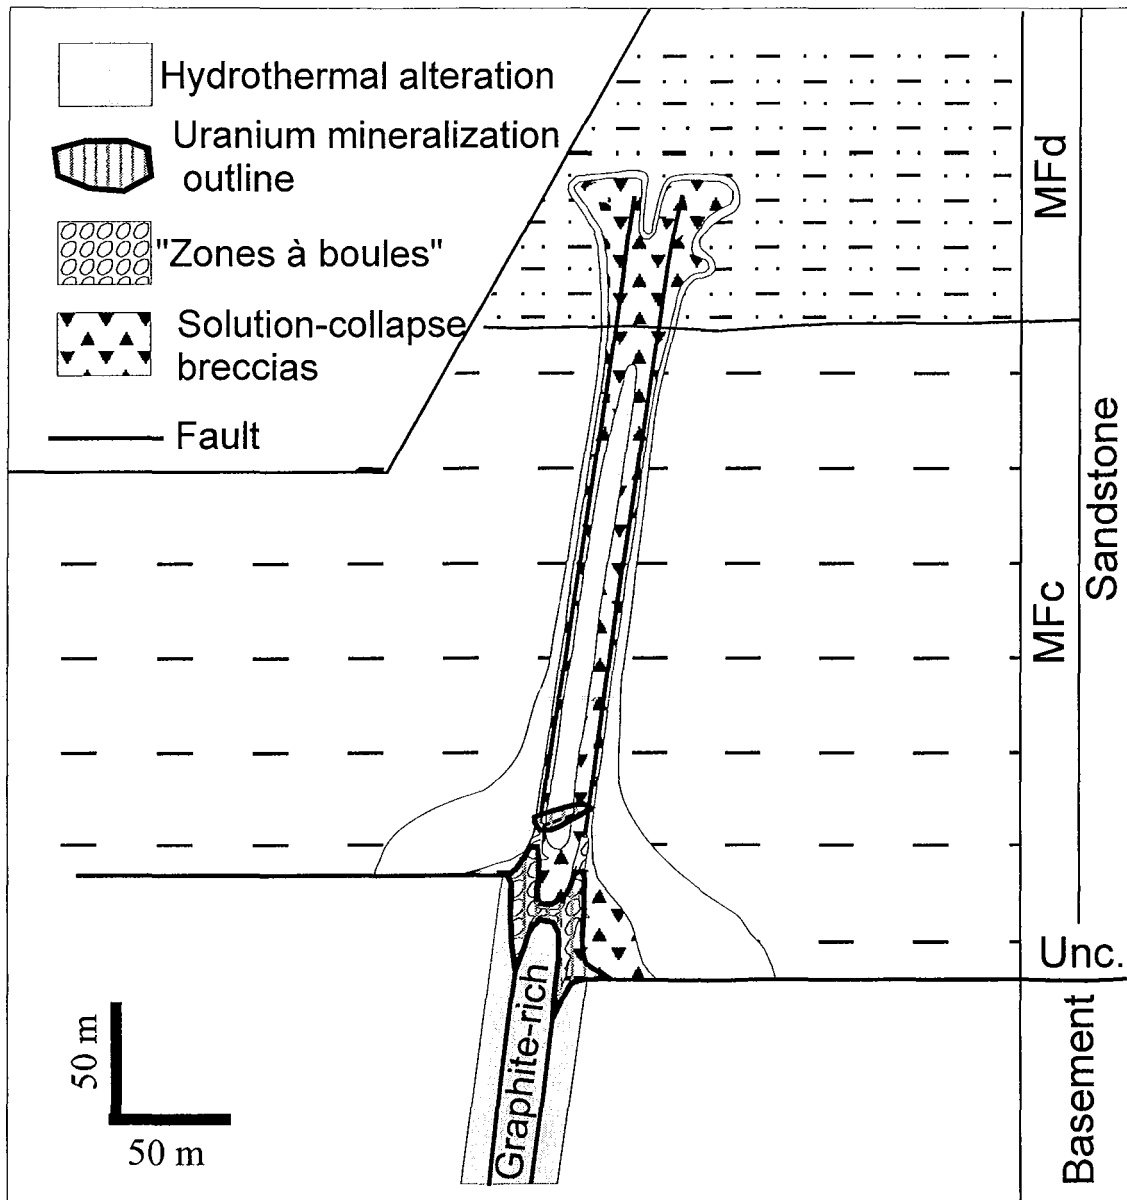 Hydrothermal alteration
Uranium mineralization
outline
"Zones à boules"
Solution-collapse
breccias
Fault
MFd
Sandstone
MFc
Unc.
Basement
Graphite-rich
50 m
50 m